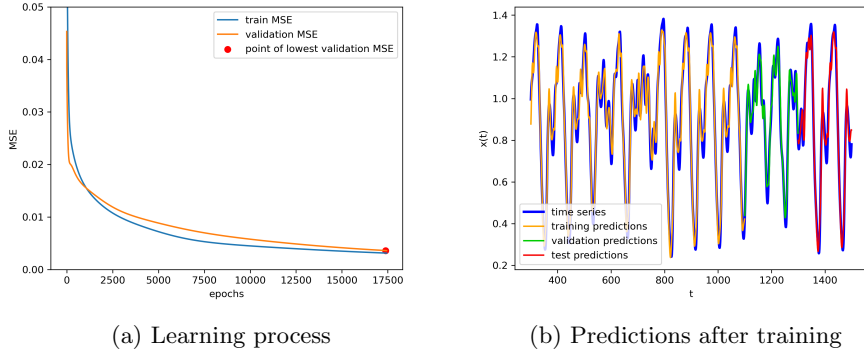 0.05
0.04
0.03
0.02
0.01
0.00
MSE
0
2500
5000
7500
10000
12500
15000
17500
epochs
train MSE
validation MSE
point of lowest validation MSE
(a) Learning process
1.4
1.2
1.0
0.8
0.6
0.4
0.2
x(t)
400
600
800
1000
1200
1400
t
time series
training predictions
validation predictions
test predictions
(b) Predictions after training